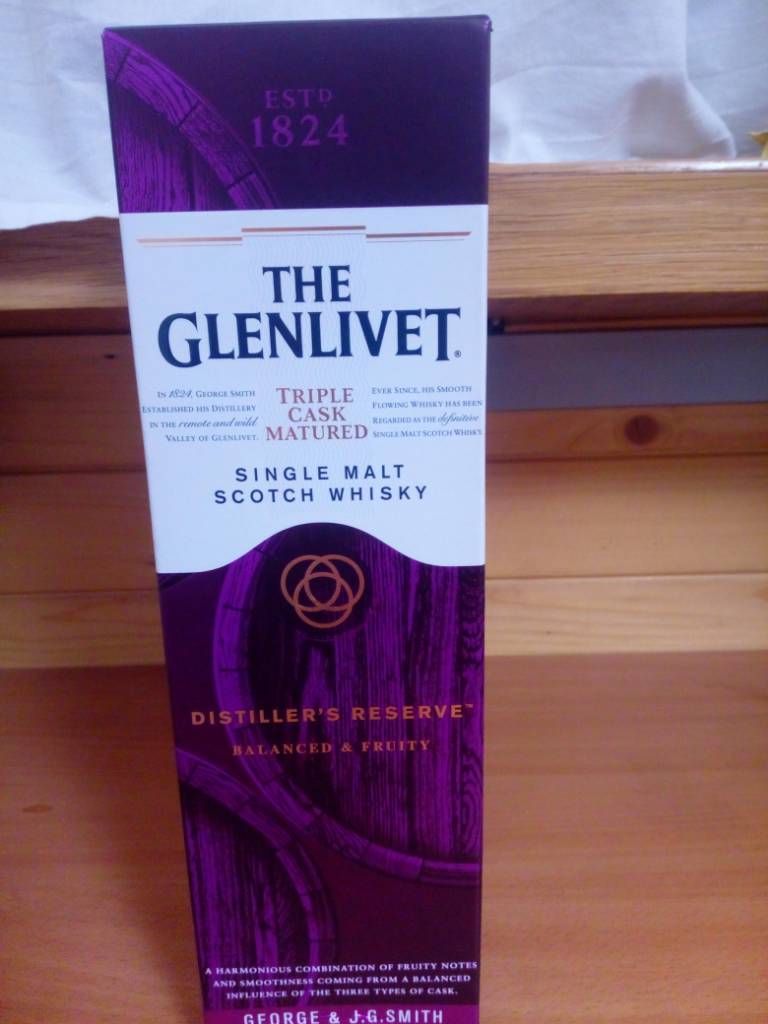 ESTD
1824
THE
GLENLIVET®
IN 1824, GEORGE SMITH
ESTABLISHED HIS DISTILLERY
IN THE remote and wild
VALLEY OF GLENLIVET.
TRIPLE
CASK
MATURED
EVER SINCE, HIS SMOOTH
FLOWING WHISKY HAS BEEN
REGARDED AS THE definitive
SINGLE MALT SCOTCH WHISKY.
SINGLE MALT
SCOTCH WHISKY
DISTILLER'S RESERVE™
BALANCED & FRUITY
A HARMONIOUS COMBINATION OF FRUITY NOTES
AND SMOOTHNESS COMING FROM A BALANCED
INFLUENCE OF THE THREE TYPES OF CASK.
GEORGE & J.G.SMITH